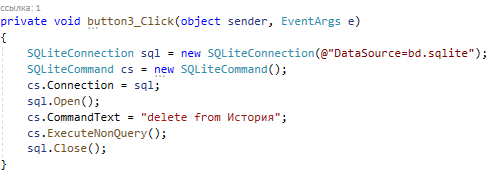 ссылка: 1
private void button3_Click(object sender, EventArgs e)
{
SQLiteConnection sql = new SQLiteConnection(@"DataSource=bd.sqlite");
SQLiteCommand cs = new SQLiteCommand();
cs.Connection = sql;
sql.Open();
cs.CommandText = "delete from История";
cs.ExecuteNonQuery();
sql.Close();
}